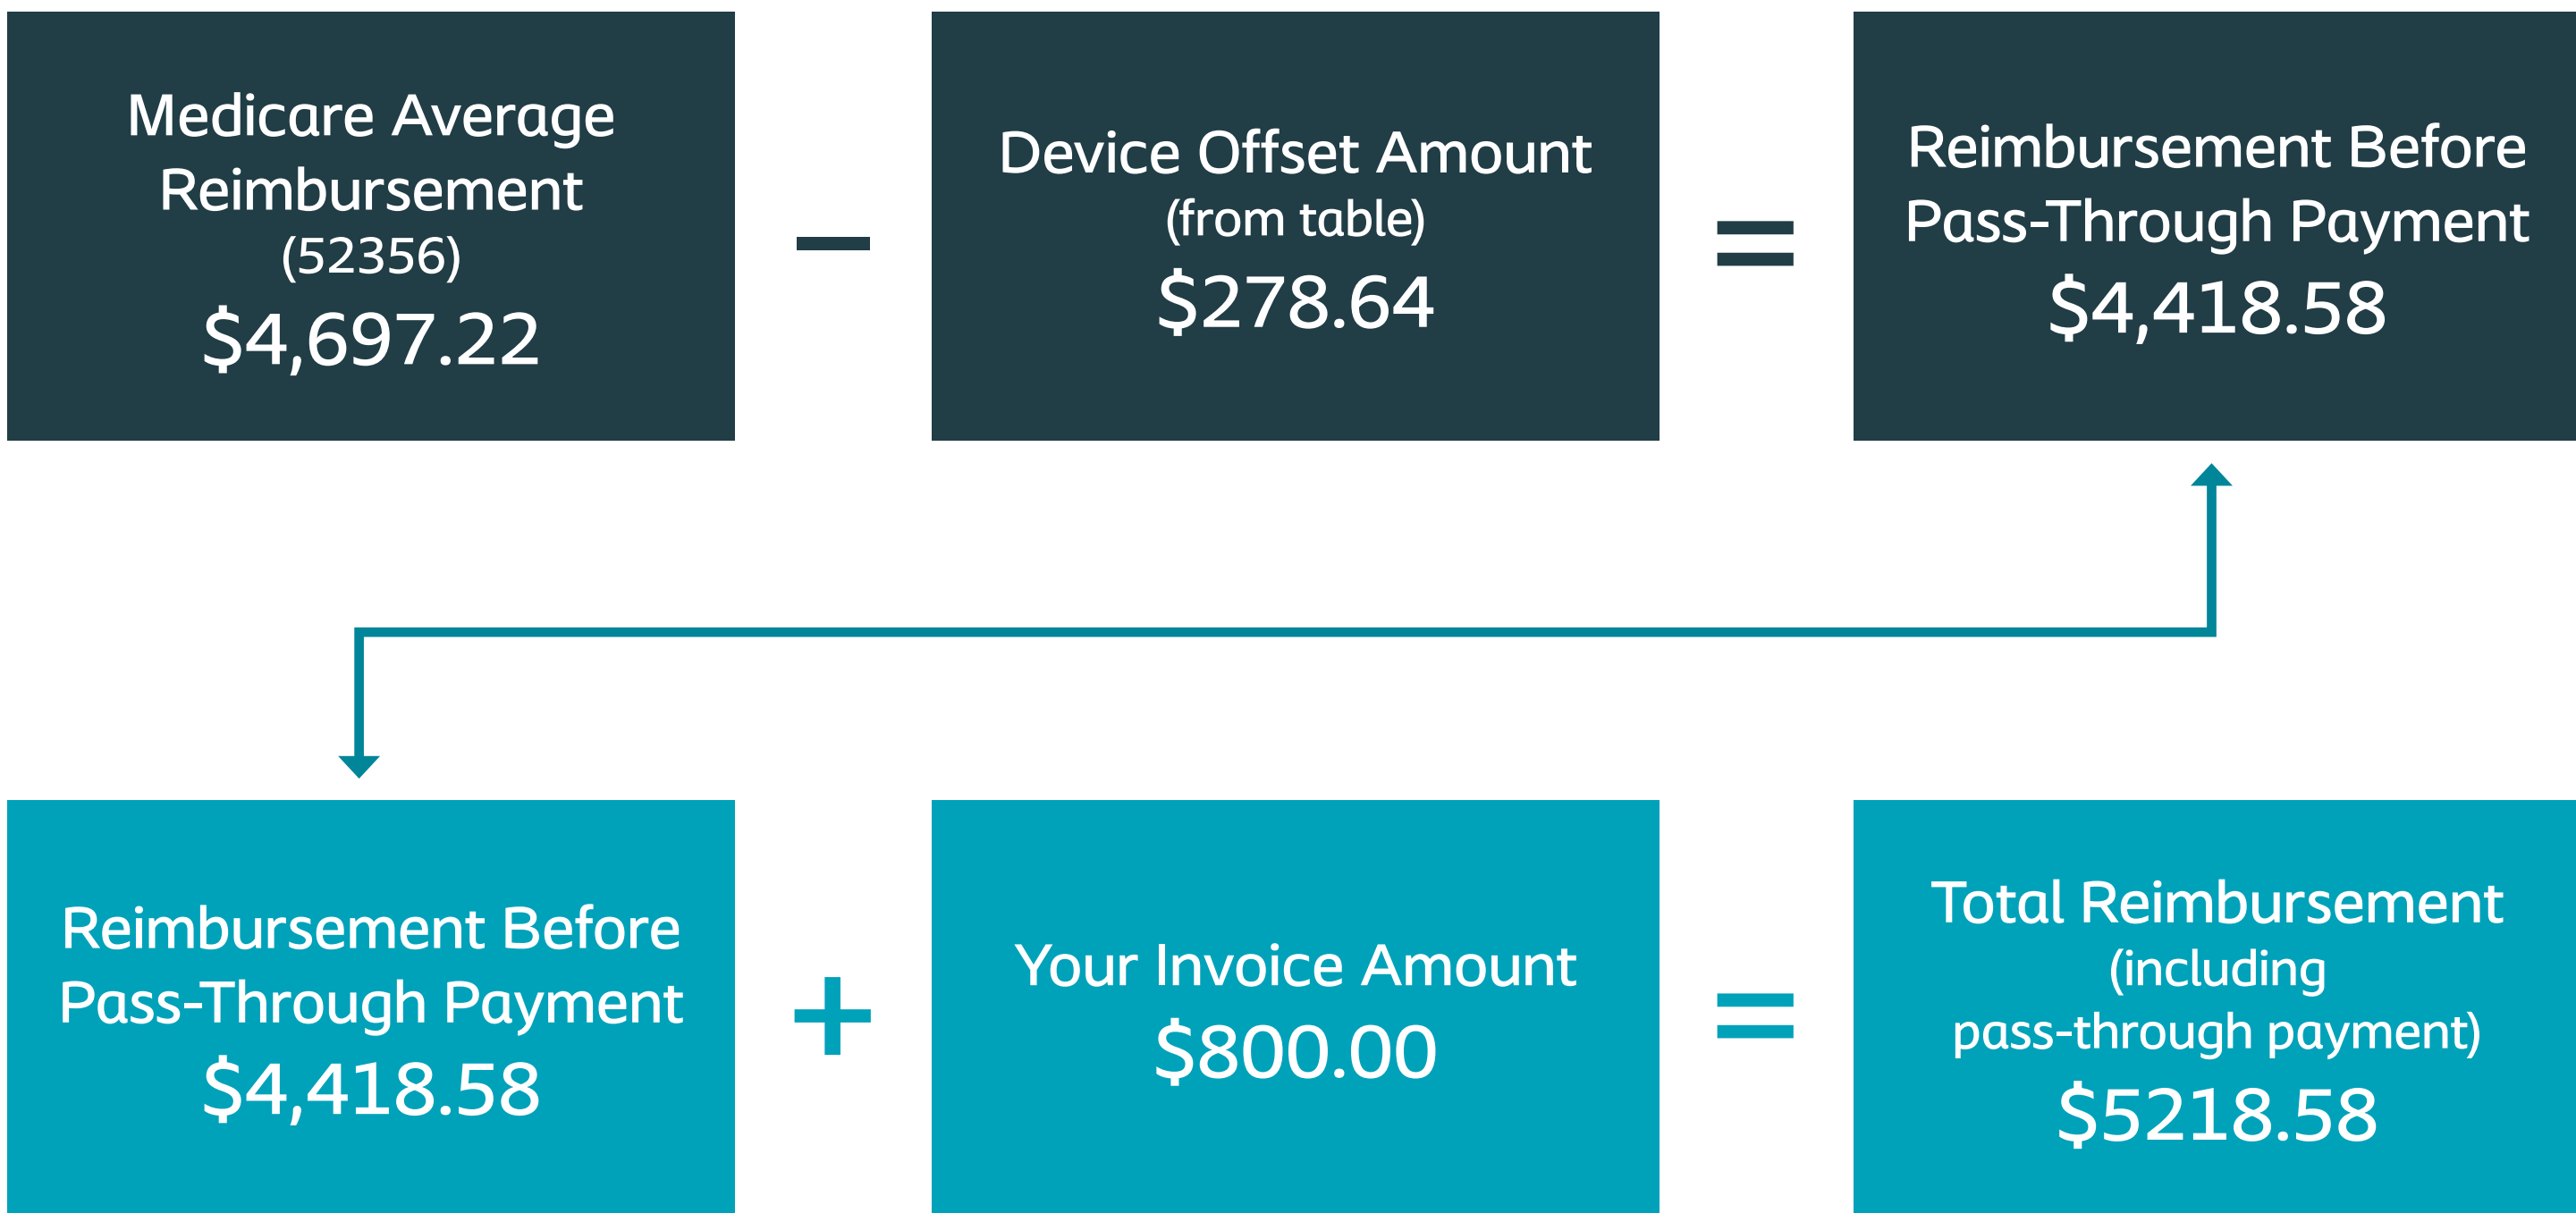 Medicare Average
Reimbursement
(52356)
$4,697.22
−
Device Offset Amount
(from table)
$278.64
=
Reimbursement Before
Pass-Through Payment
$4,418.58
Reimbursement Before
Pass-Through Payment
$4,418.58
+
Your Invoice Amount
$800.00
=
Total Reimbursement
(including
pass-through payment)
$5218.58